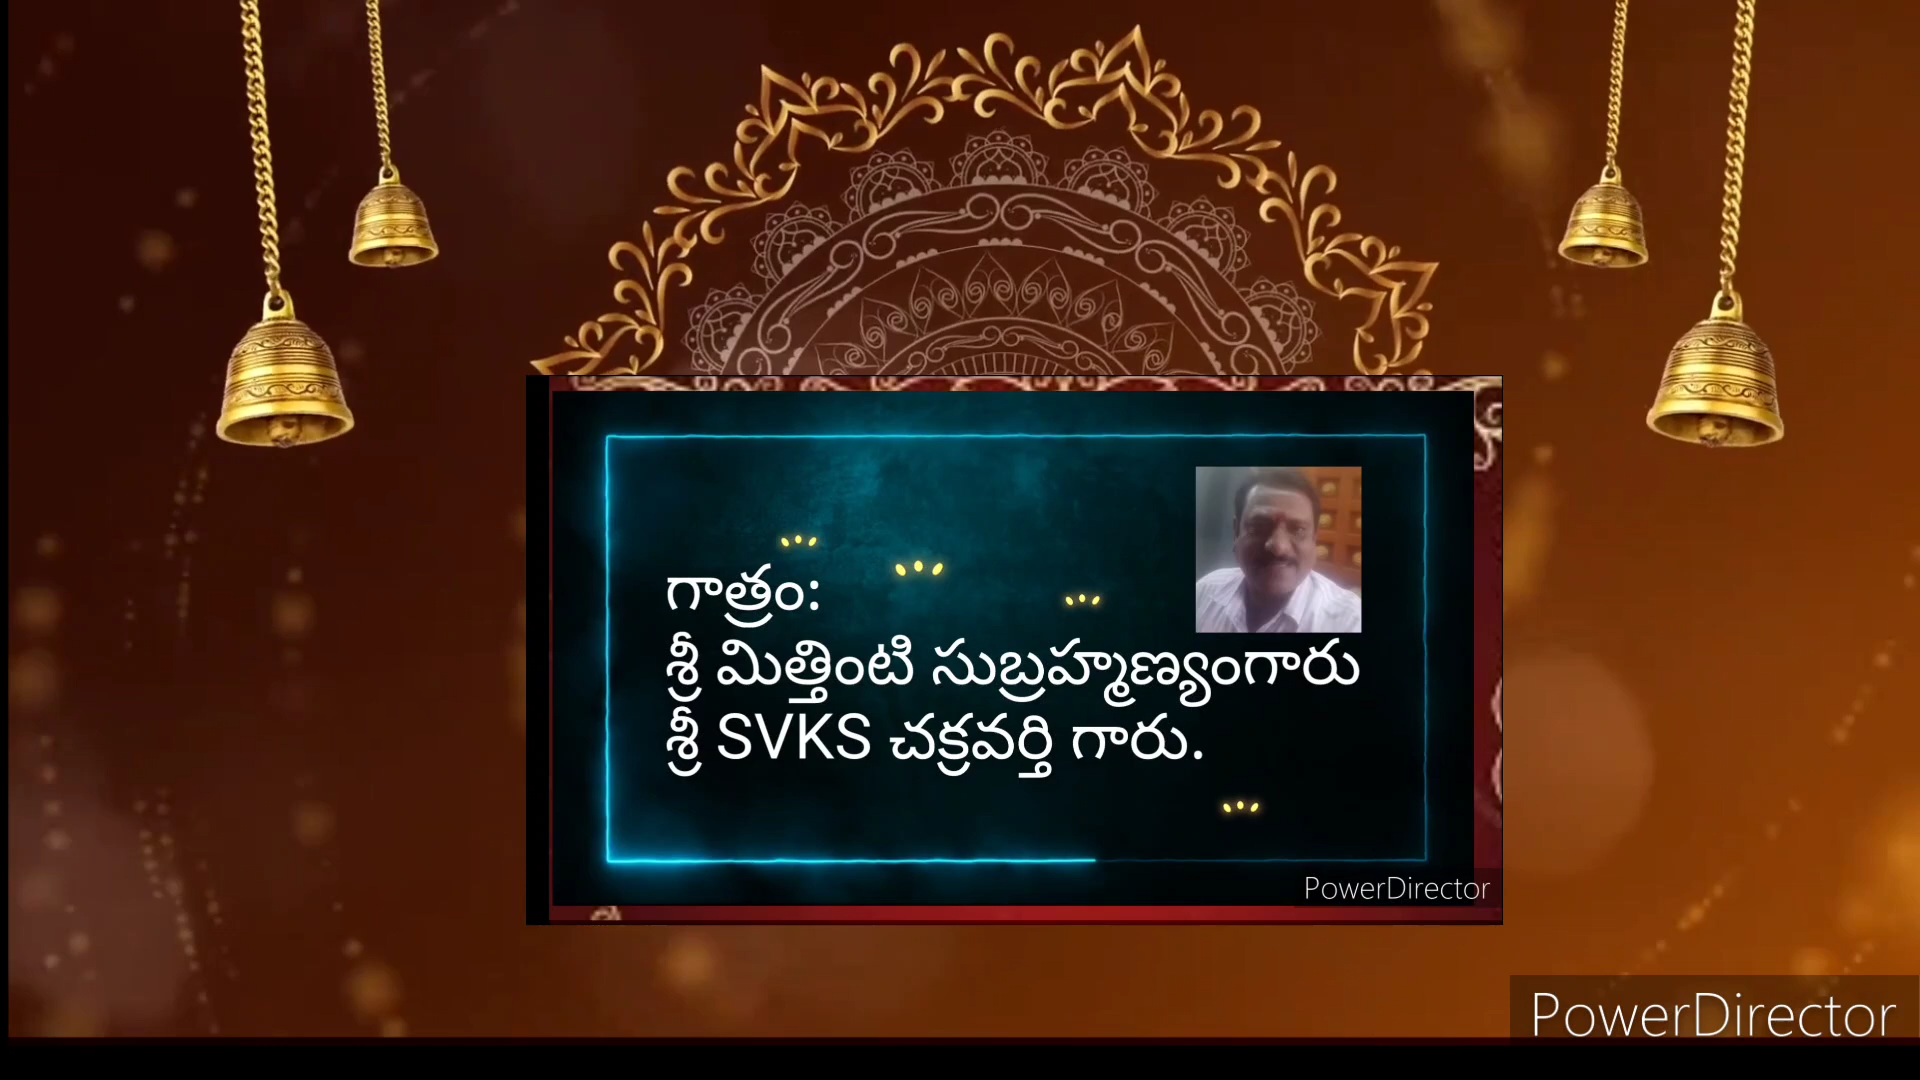 గాత్రం:
శ్రీ మిత్తింటి సుబ్రహ్మణ్యంగారు
శ్రీ SVKS చక్రవర్తి గారు.
PowerDirector
PowerDirector